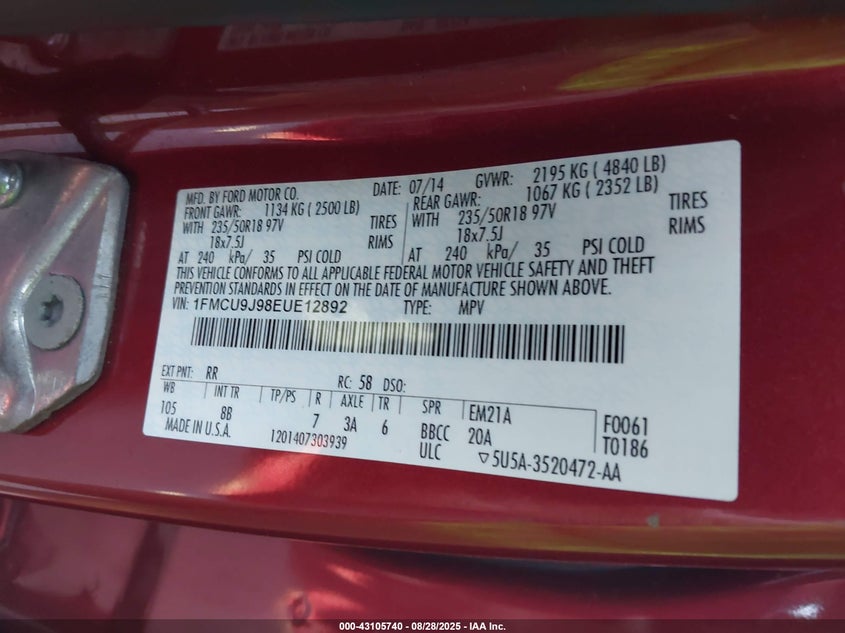 MFD. BY FORD MOTOR CO. DATE: 07/14 GVWR: 2195 KG ( 4840 LB)
FRONT GAWR: 1134 KG ( 2500 LB) REAR GAWR: 1067 KG ( 2352 LB)
WITH 235/50R18 97V TIRES WITH 235/50R18 97V TIRES
18x7.5J RIMS 18x7.5J RIMS
AT 240 kPa/ 35 PSI COLD AT 240 kPa/ 35 PSI COLD
THIS VEHICLE CONFORMS TO ALL APPLICABLE FEDERAL MOTOR VEHICLE SAFETY AND THEFT
PREVENTION STANDARDS IN EFFECT ON THE DATE OF MANUFACTURE SHOWN ABOVE.
VIN: 1FMCU9J98EUE12892 TYPE: MPV
EXT PNT: RR RC: 58 DSO:
WB INT TR TP/PS R AXLE TR SPR EM21A F0061
105 8B 7 3A 6 BBCC 20A T0186
MADE IN U.S.A. 1201407303939 ULC ▽5U5A-3520472-AA
000-43105740 - 08/28/2025 - IAA Inc.